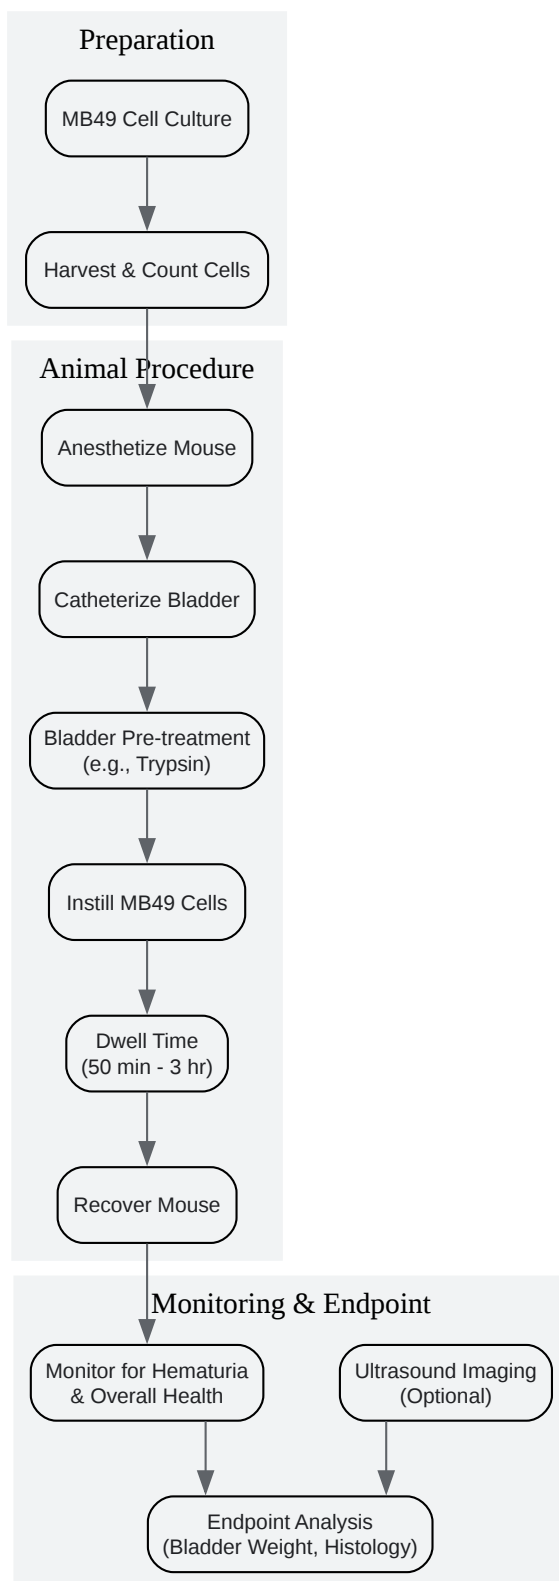 Preparation
MB49 Cell Culture
Harvest & Count Cells
Animal Procedure
Anesthetize Mouse
Catheterize Bladder
Bladder Pre-treatment
(e.g., Trypsin)
Instill MB49 Cells
Dwell Time
(50 min - 3 hr)
Recover Mouse
Monitoring & Endpoint
Monitor for Hematuria
& Overall Health
Ultrasound Imaging
(Optional)
Endpoint Analysis
(Bladder Weight, Histology)